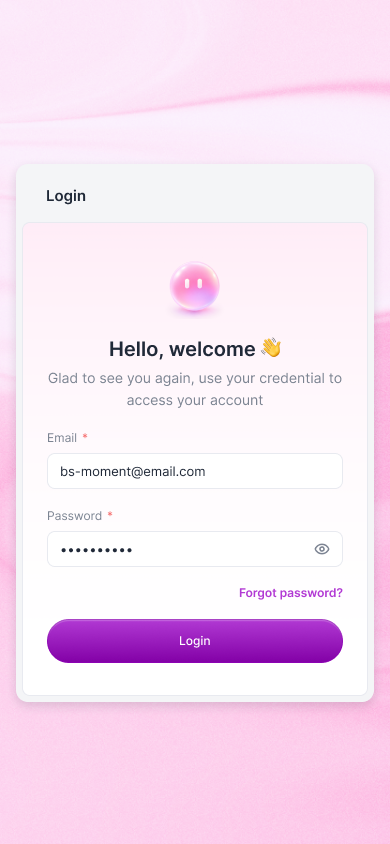 Login
Hello, welcome 👋
Glad to see you again, use your credential to
access your account
Email *
bs-moment@email.com
Password *
••••••••••
Forgot password?
Login